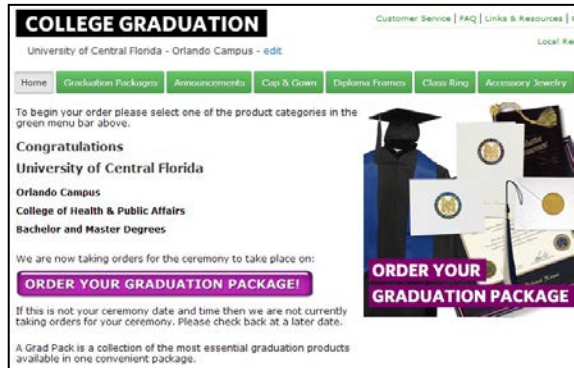 COLLEGE GRADUATION
Customer Service | FAQ | Links & Resources |
University of Central Florida - Orlando Campus - edit
Local
Home Graduation Packages Announcements Cap & Gown Diploma Frames Class Ring Accessory Jewelry
To begin your order please select one of the product categories in the
green menu bar above.
Congratulations
University of Central Florida
Orlando Campus
College of Health & Public Affairs
Bachelor and Master Degrees
We are now taking orders for the ceremony to take place on:
ORDER YOUR GRADUATION PACKAGE!
If this is not your ceremony date and time then we are not currently
taking orders for your ceremony. Please check back at a later date.
A Grad Pack is a collection of the most essential graduation products
available in one convenient package.
ORDER YOUR
GRADUATION PACKAGE